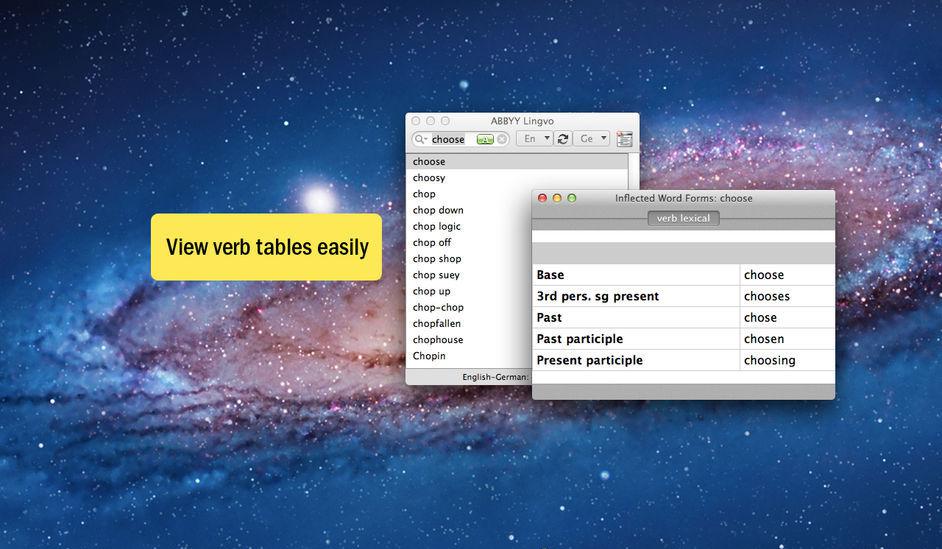 View verb tables easily
ABBYY Lingvo
choose
En
Ge
choose
choosy
chop
chop down
chop logic
chop off
chop shop
chop suey
chop up
chop-chop
chopfallen
chophouse
Chopin
English-German:
Inflected Word Forms: choose
verb lexical
Base choose
3rd pers. sg present chooses
Past chose
Past participle chosen
Present participle choosing